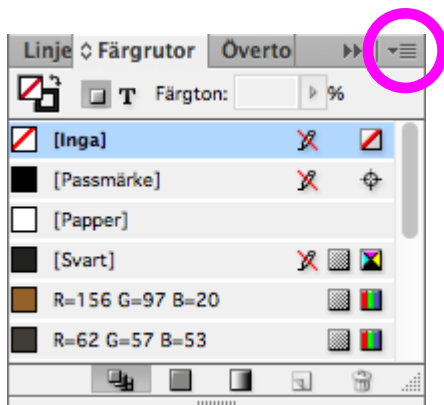 Linje Färgrutor Överto
T Färgton: %
[Inga]
[Passmärke]
[Papper]
[Svart]
R=156 G=97 B=20
R=62 G=57 B=53